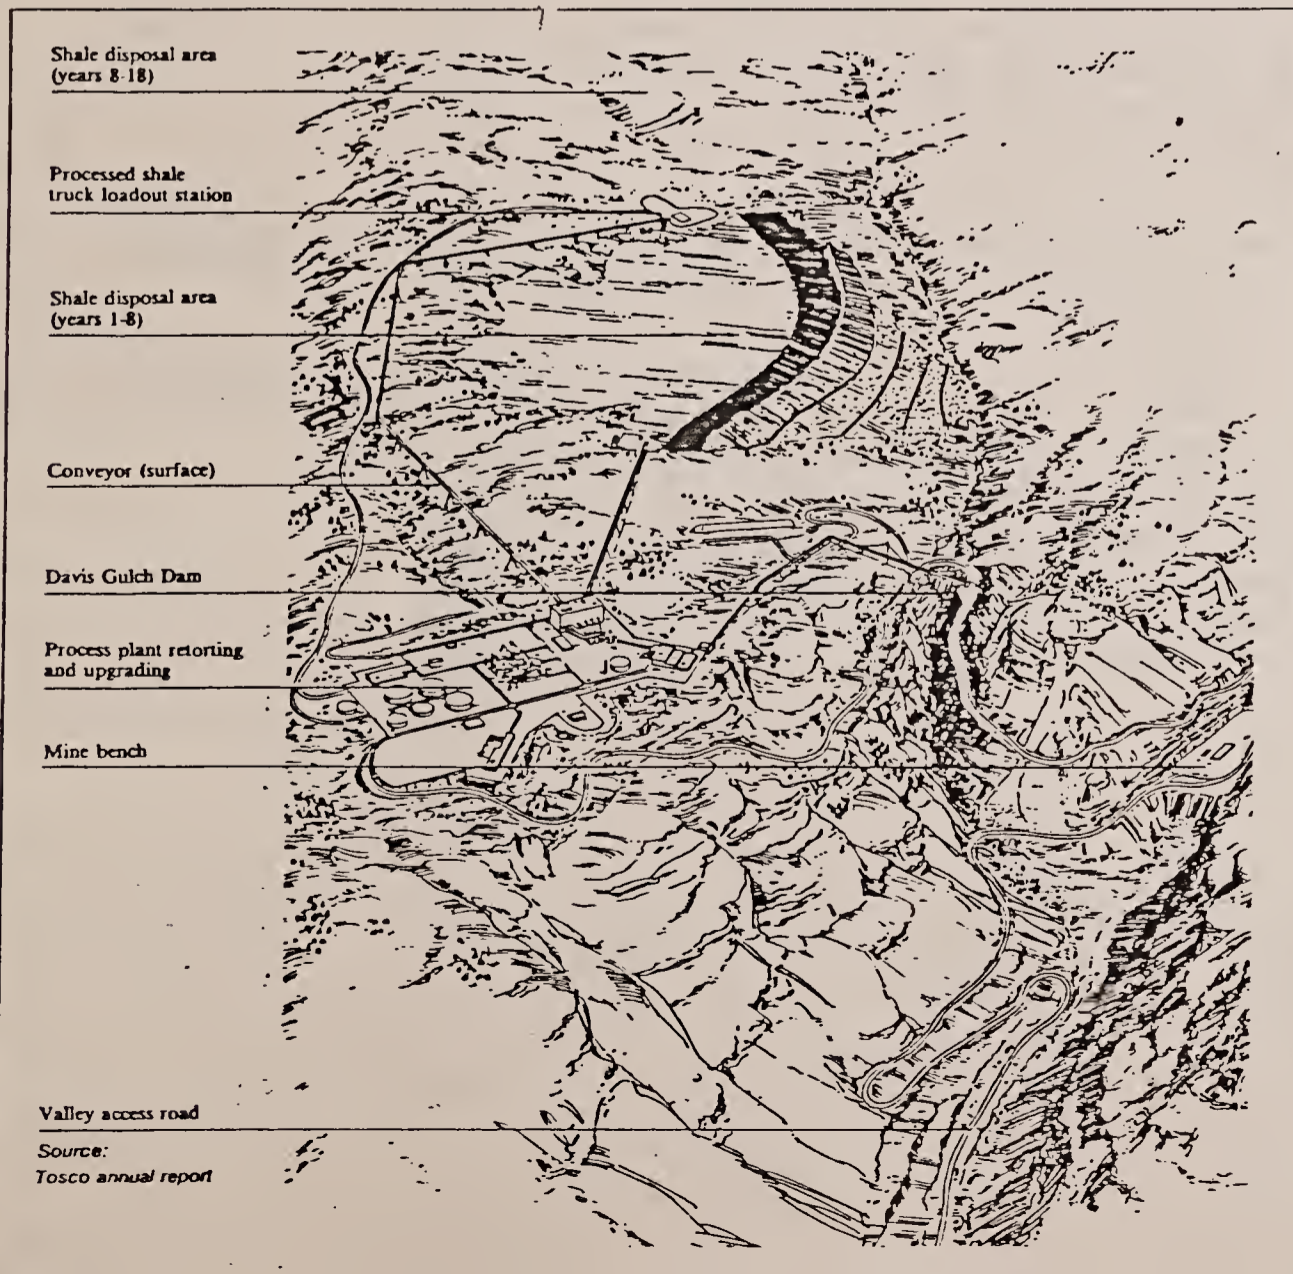 Shale disposal area
(years 8-18)
Processed shale
truck loadout station
Shale disposal area
(years 1-8)
Conveyor (surface)
Davis Gulch Dam
Process plant retorting
and upgrading
Mine bench
Valley access road
Source:
Tosco annual report